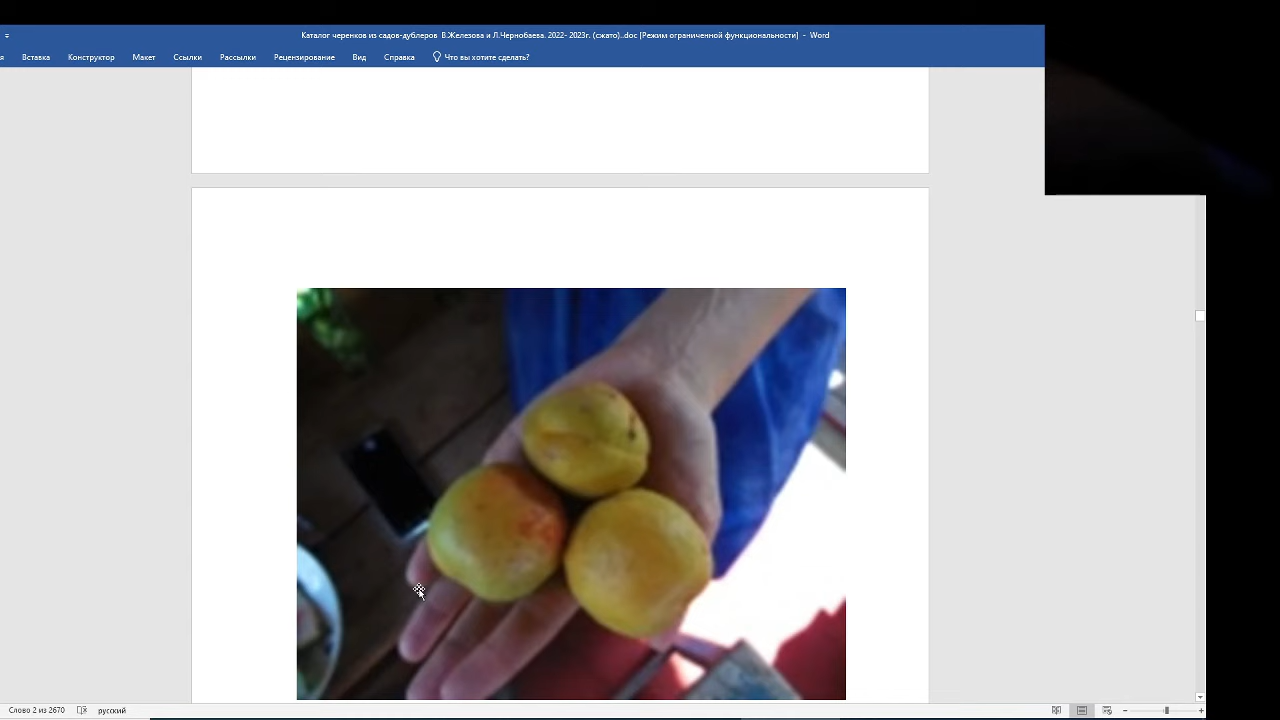 Каталог черенков из садов-дублеров  В.Железова и Л.Чернобаева. 2022- 2023г. (сжато)..doc [Режим ограниченной функциональности]  -  Word
я Вставка Конструктор Макет Ссылки Рассылки Рецензирование Вид Справка Что вы хотите сделать?
Слово 2 из 2670 русский